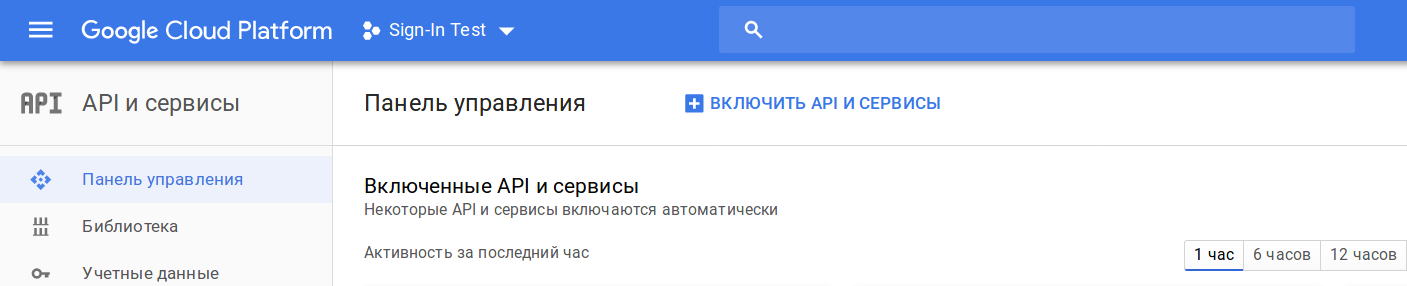 Google Cloud Platform Sign-In Test
API API и сервисы
Панель управления ВКЛЮЧИТЬ API И СЕРВИСЫ
Панель управления
Библиотека
Учетные данные
Включенные API и сервисы
Некоторые API и сервисы включаются автоматически
Активность за последний час
1 час 6 часов 12 часов